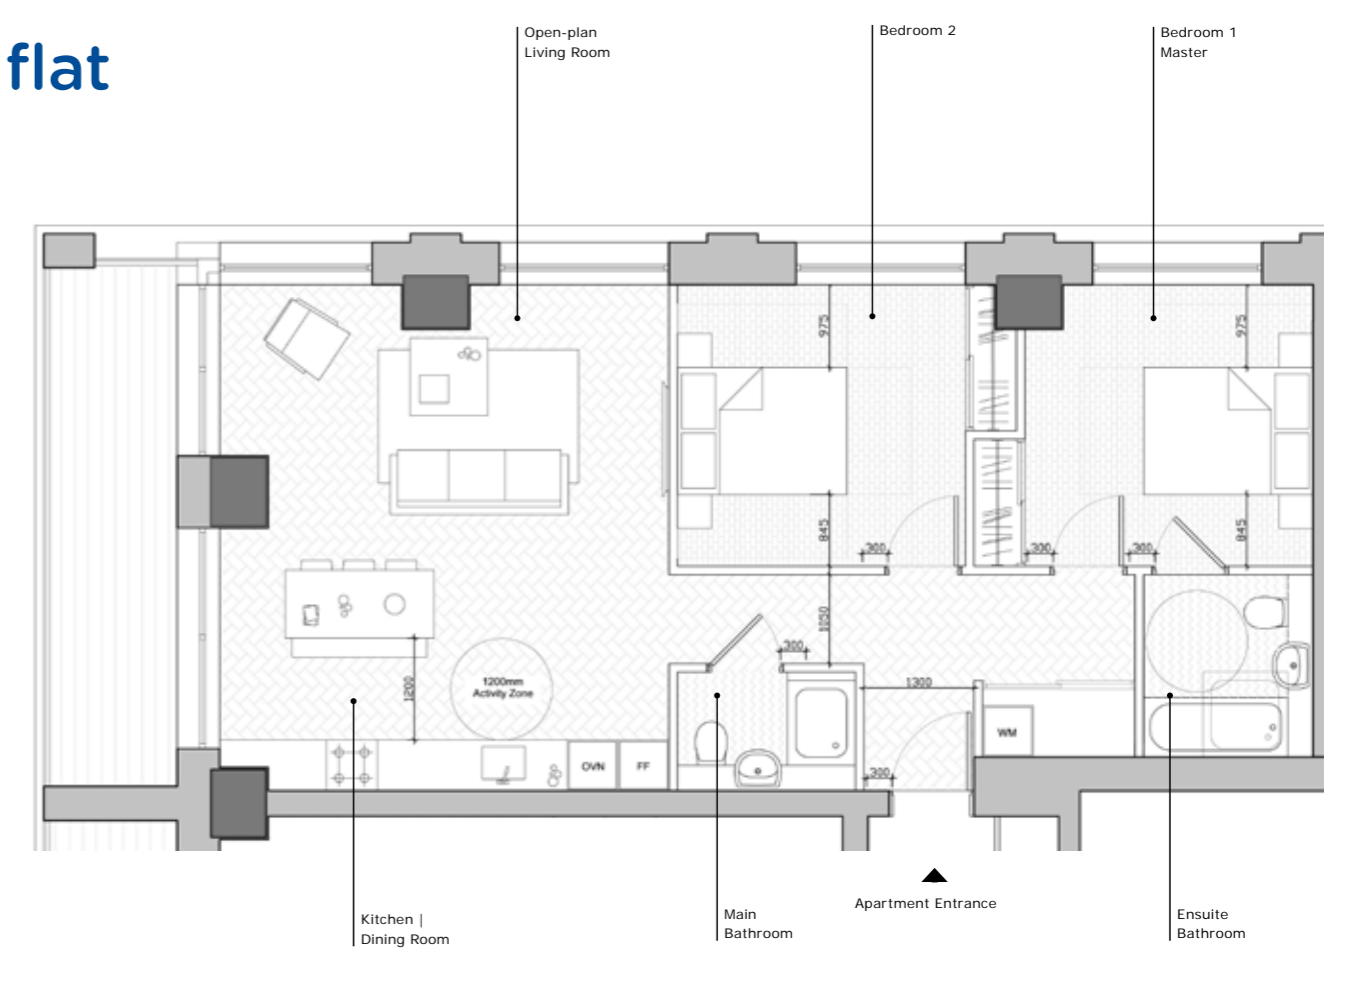 flat
Open-plan
Living Room
Bedroom 2
Bedroom 1
Master
975
975
845
845
300
300
300
1050
300
1200mm
Activity Zone
1200
1300
WM
OVN
FF
300
Apartment Entrance
Kitchen |
Dining Room
Main
Bathroom
Ensuite
Bathroom